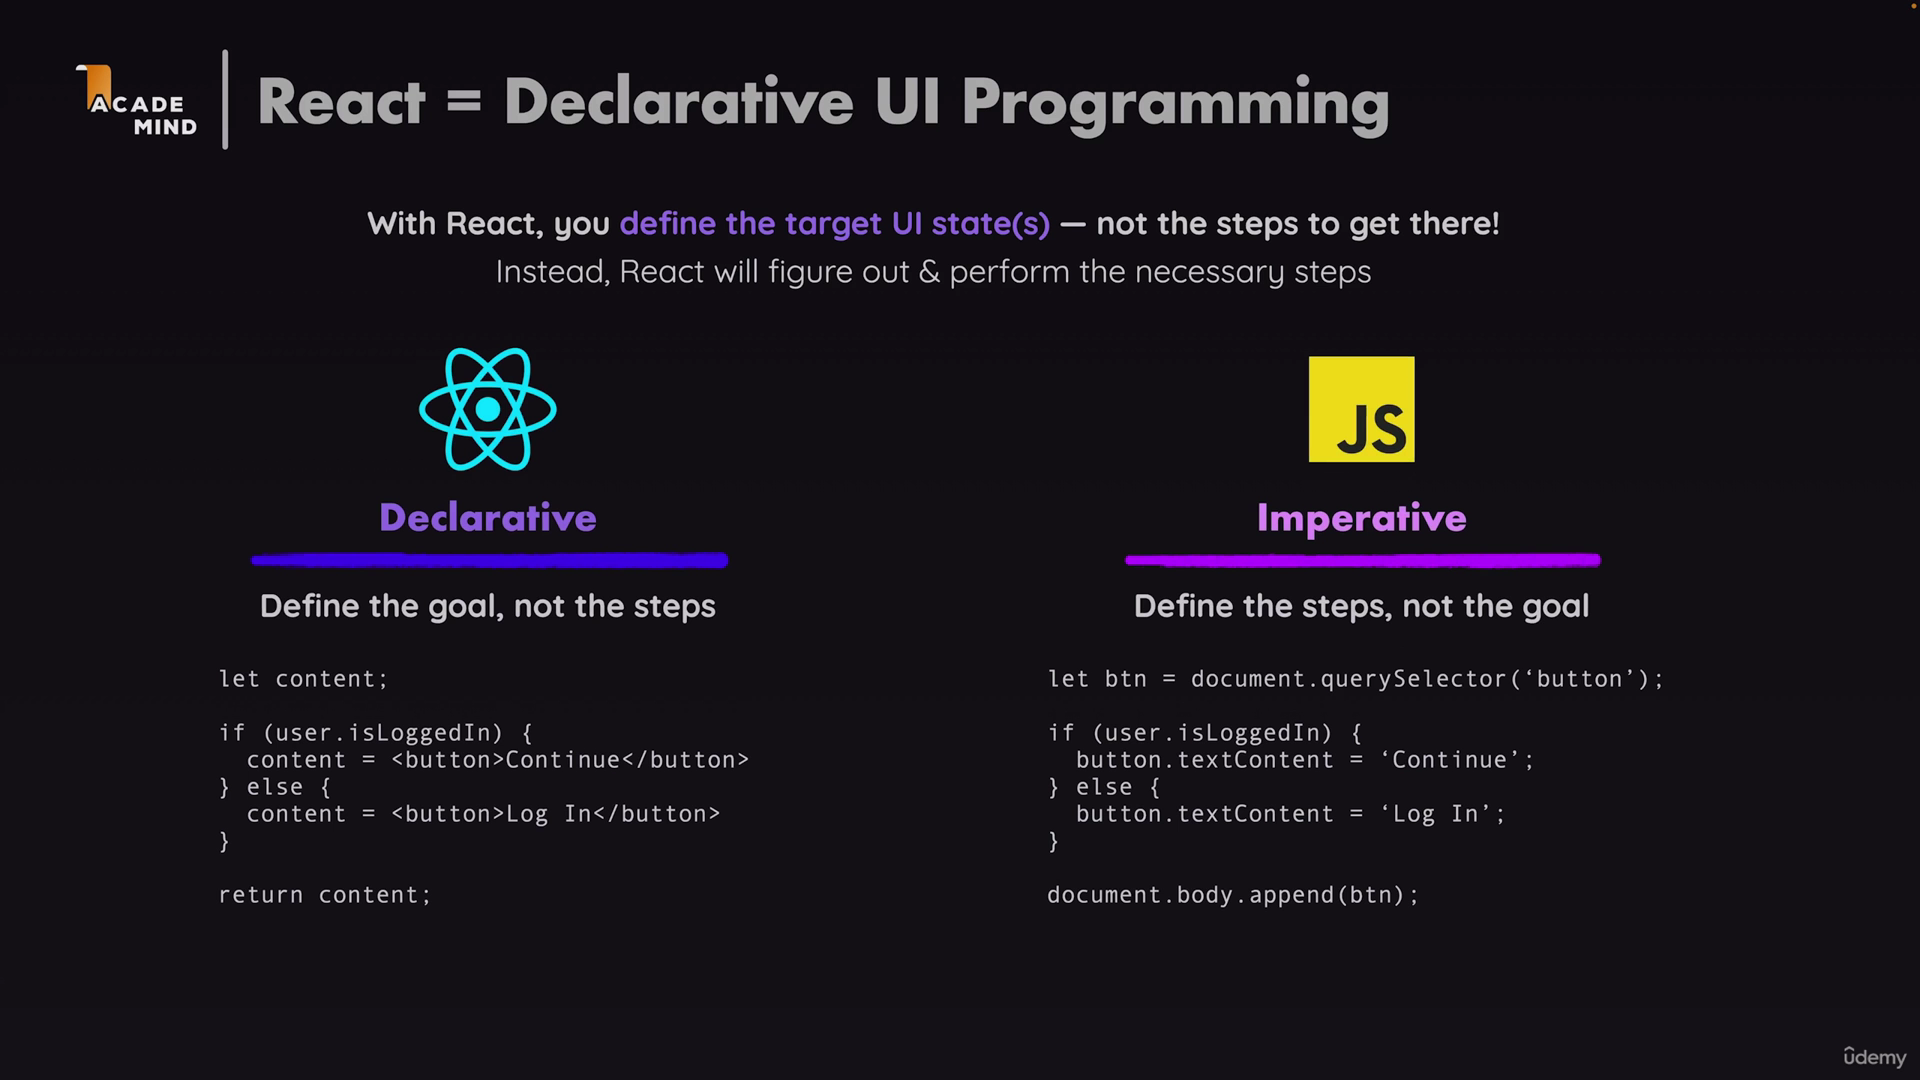 ACADE
MIND
React = Declarative UI Programming
With React, you define the target UI state(s) — not the steps to get there!
Instead, React will figure out & perform the necessary steps
JS
Declarative
Imperative
Define the goal, not the steps
Define the steps, not the goal
let content;
if (user.isLoggedIn) {
  content = <button>Continue</button>
} else {
  content = <button>Log In</button>
}
return content;
let btn = document.querySelector(‘button’);
if (user.isLoggedIn) {
  button.textContent = ‘Continue’;
} else {
  button.textContent = ‘Log In’;
}
document.body.append(btn);
ûdemy